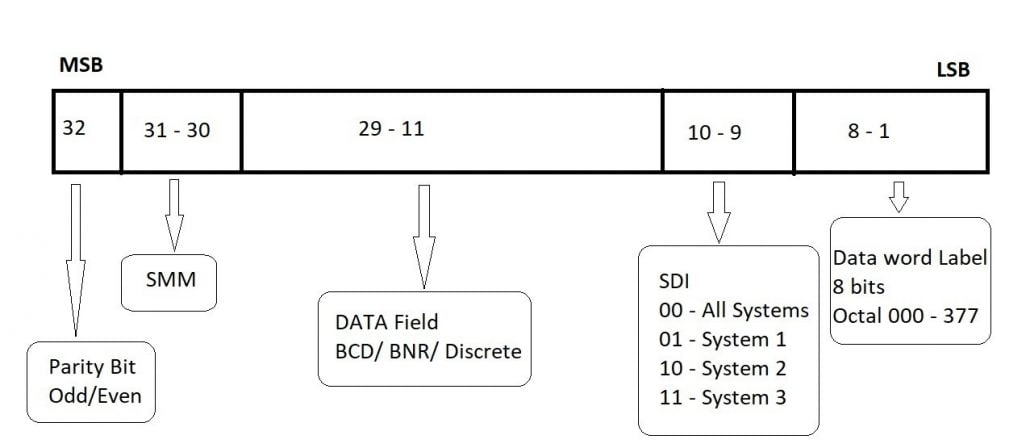 MSB
LSB
32
31 - 30
29 - 11
10 - 9
8 - 1
Parity Bit
Odd/Even
SMM
DATA Field
BCD/ BNR/ Discrete
SDI
00 - All Systems
01 - System 1
10 - System 2
11 - System 3
Data word Label
8 bits
Octal 000 - 377